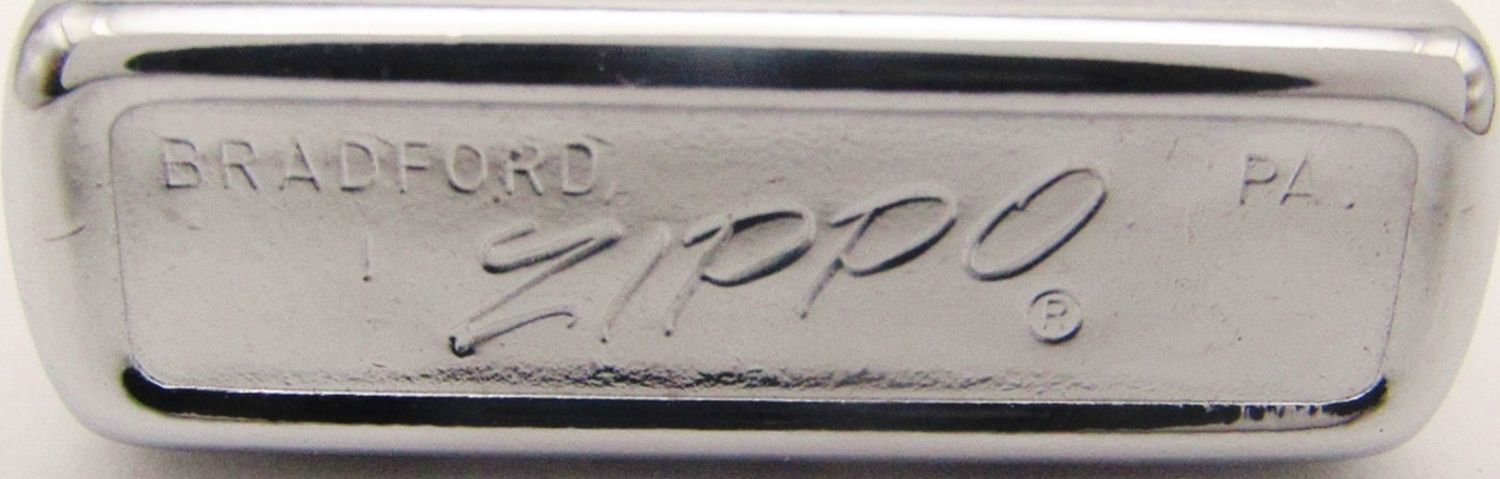 BRADFORD, PA.
| ZIPPO ®